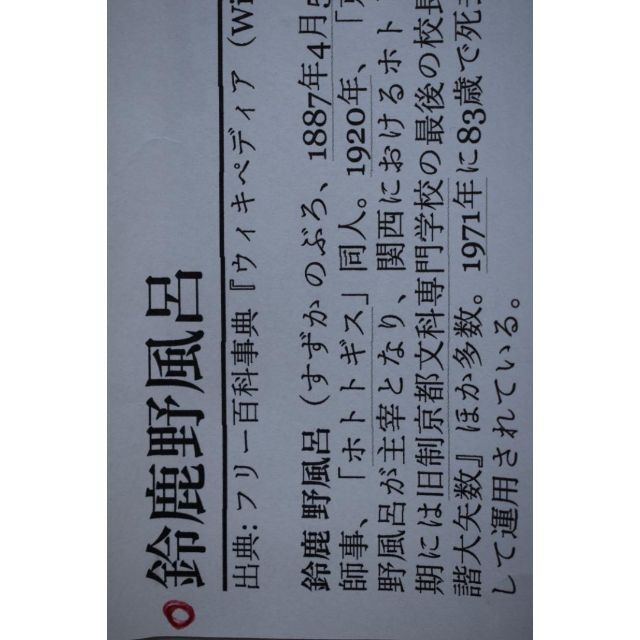 鈴鹿野風呂
出典: フリー百科事典『ウィキペディア（Wi
鈴鹿 野風呂（すずか のぶろ、1887年4月5
師事、「ホトトギス」同人。1920年、「
野風呂が主宰となり、関西におけるホト
期には旧制京都文科専門学校の最後の校長
諧大矢数』ほか多数。1971年に83歳で死
して運用されている。